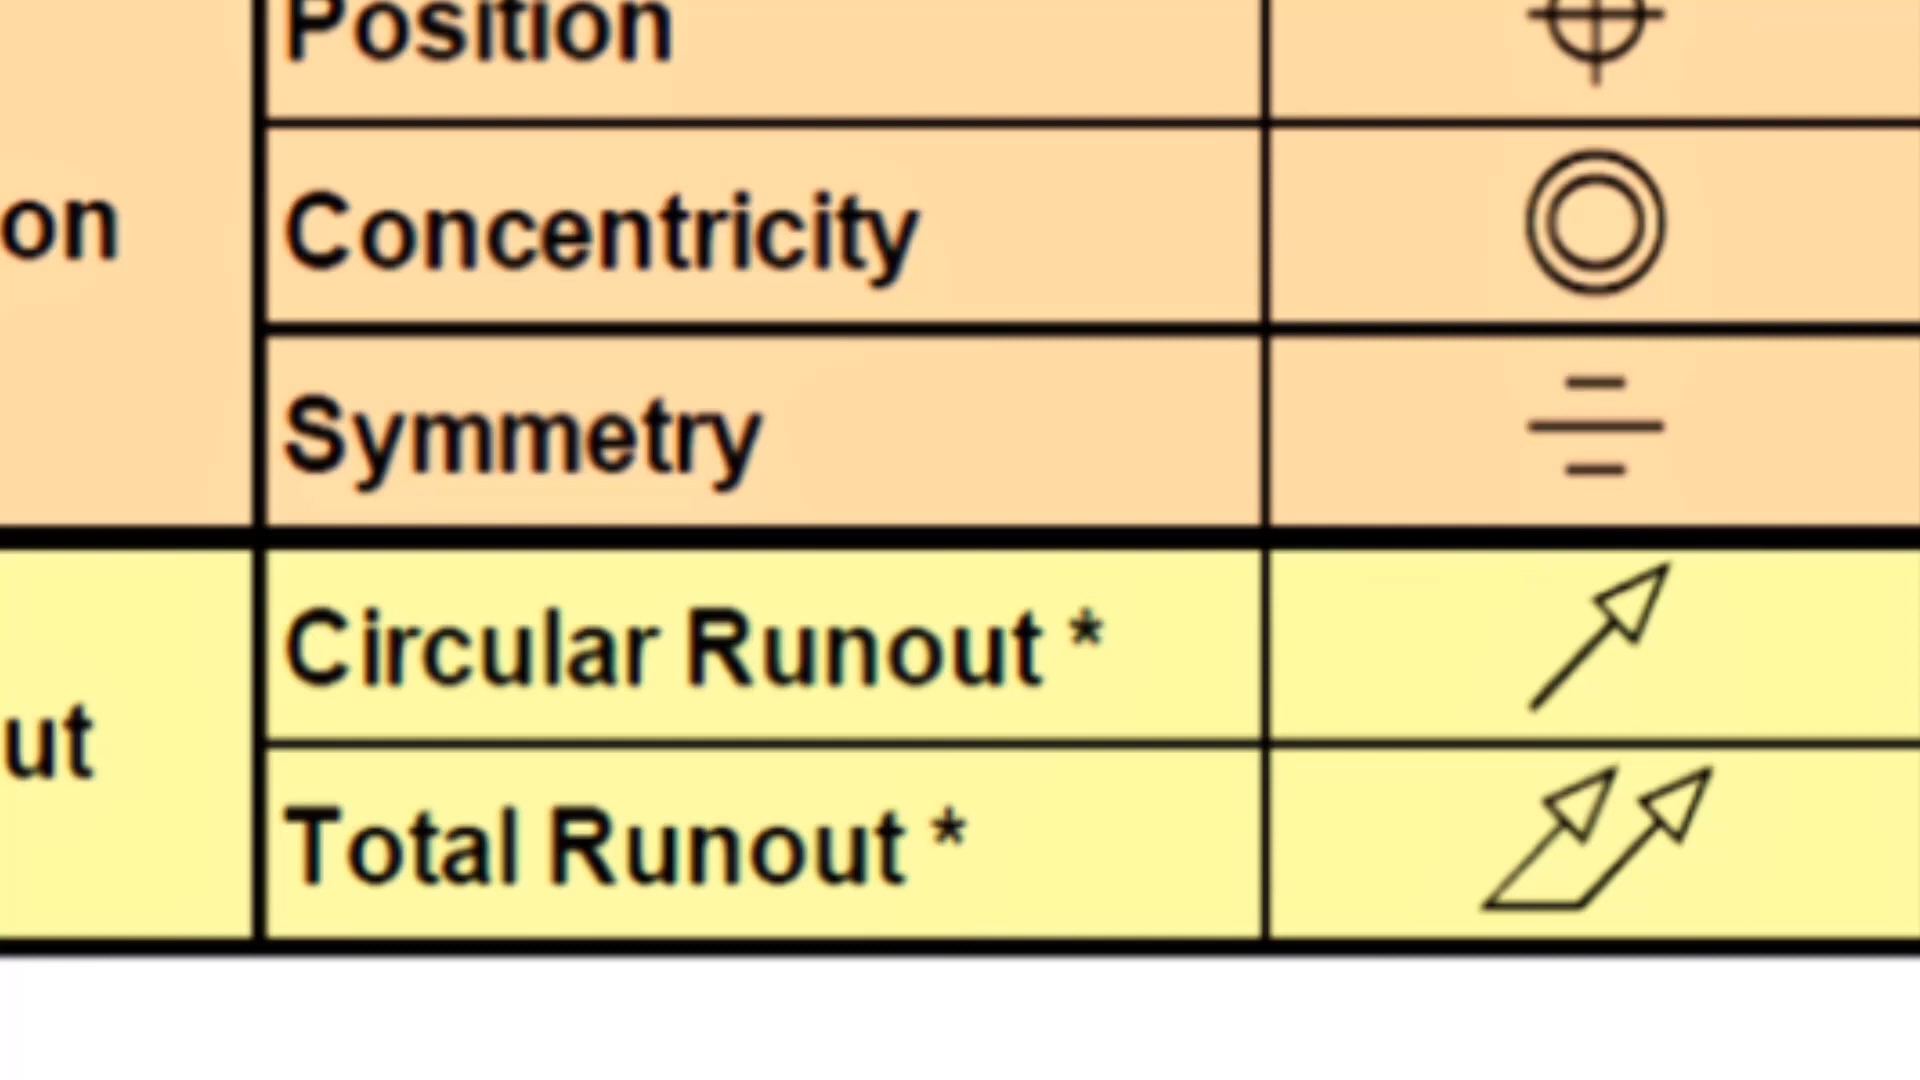 Position
on
Concentricity
Symmetry
Circular Runout *
ut
Total Runout *